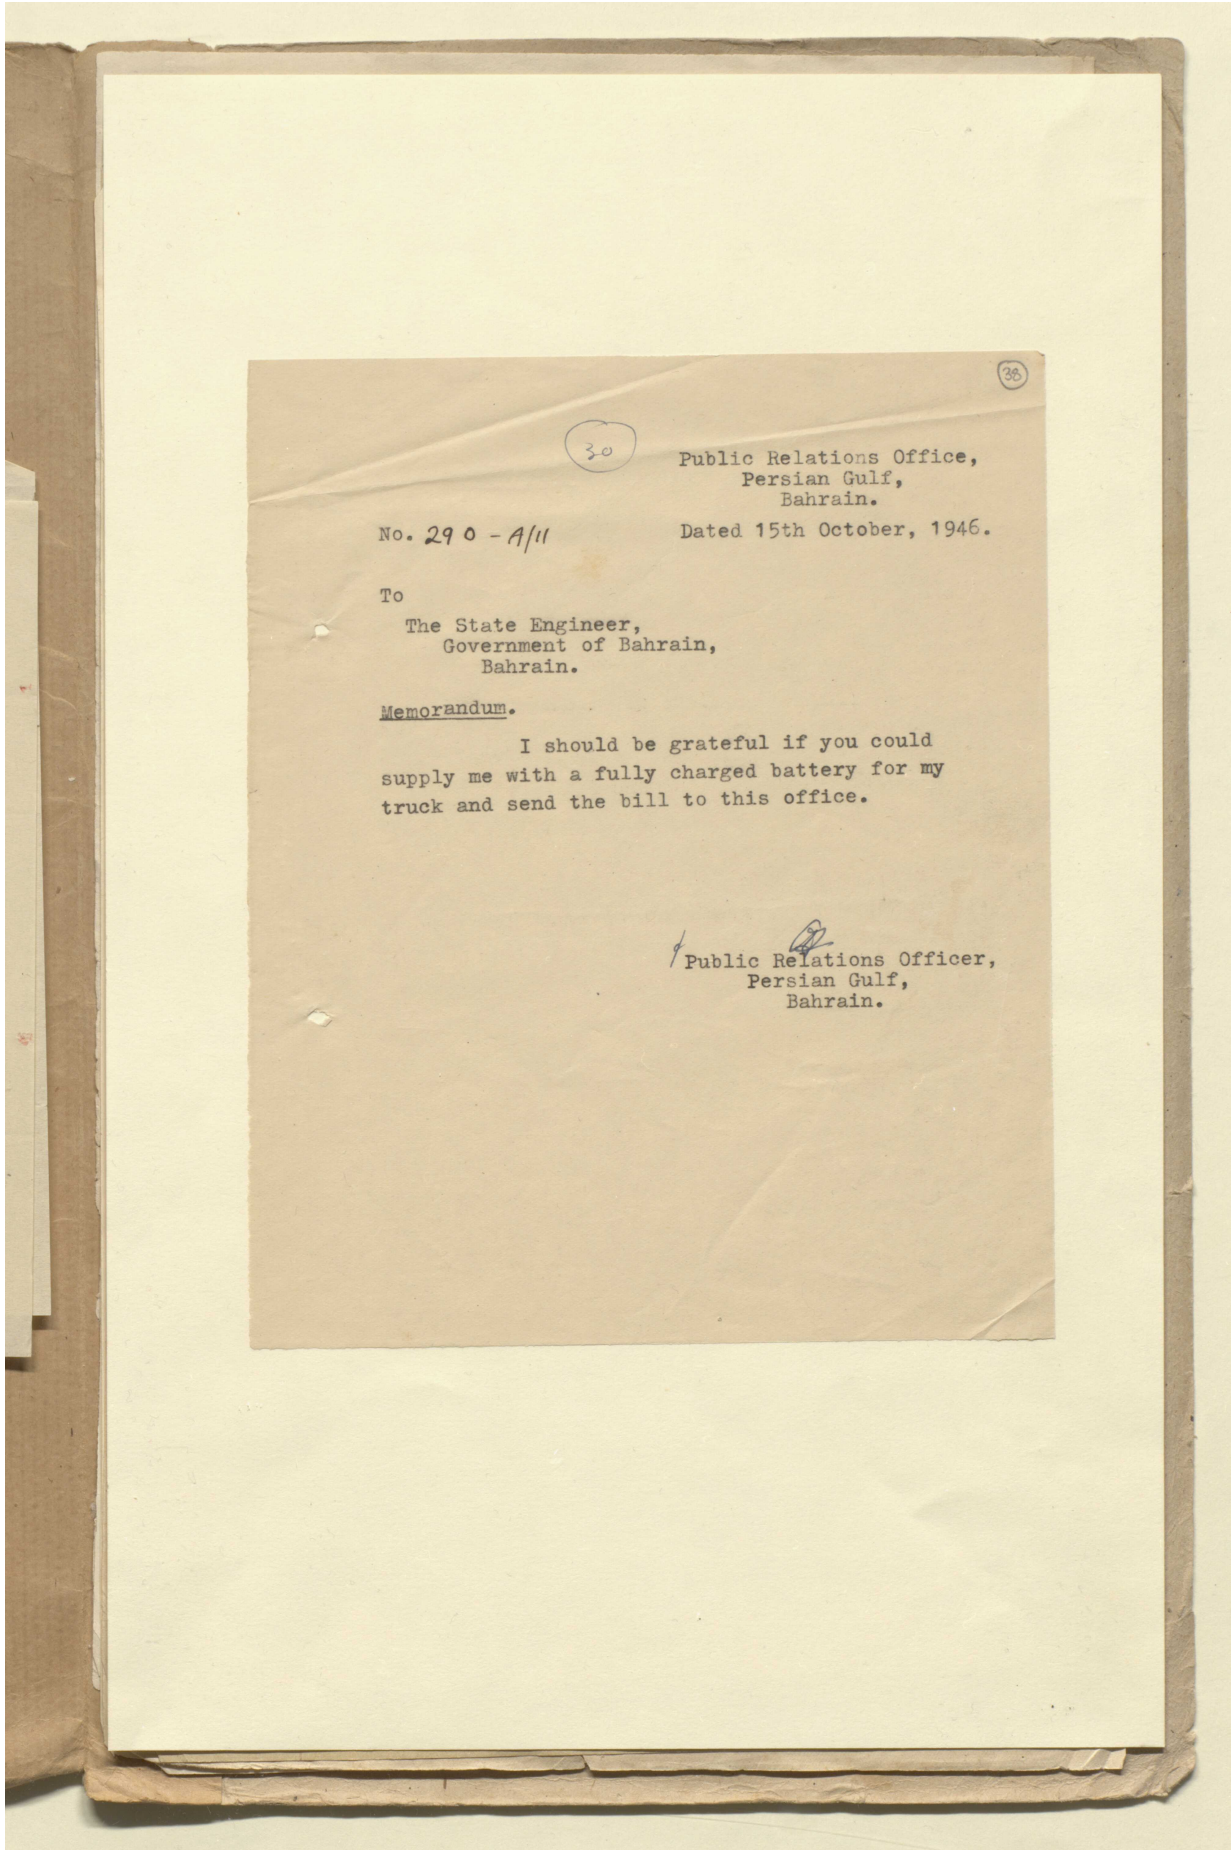 38
30
Public Relations Office,
Persian Gulf,
Bahrain.
No. 290 - A/11
Dated 15th October, 1946.
To
The State Engineer,
Government of Bahrain,
Bahrain.
Memorandum.
I should be grateful if you could
supply me with a fully charged battery for my
truck and send the bill to this office.
Public Relations Officer,
Persian Gulf,
Bahrain.